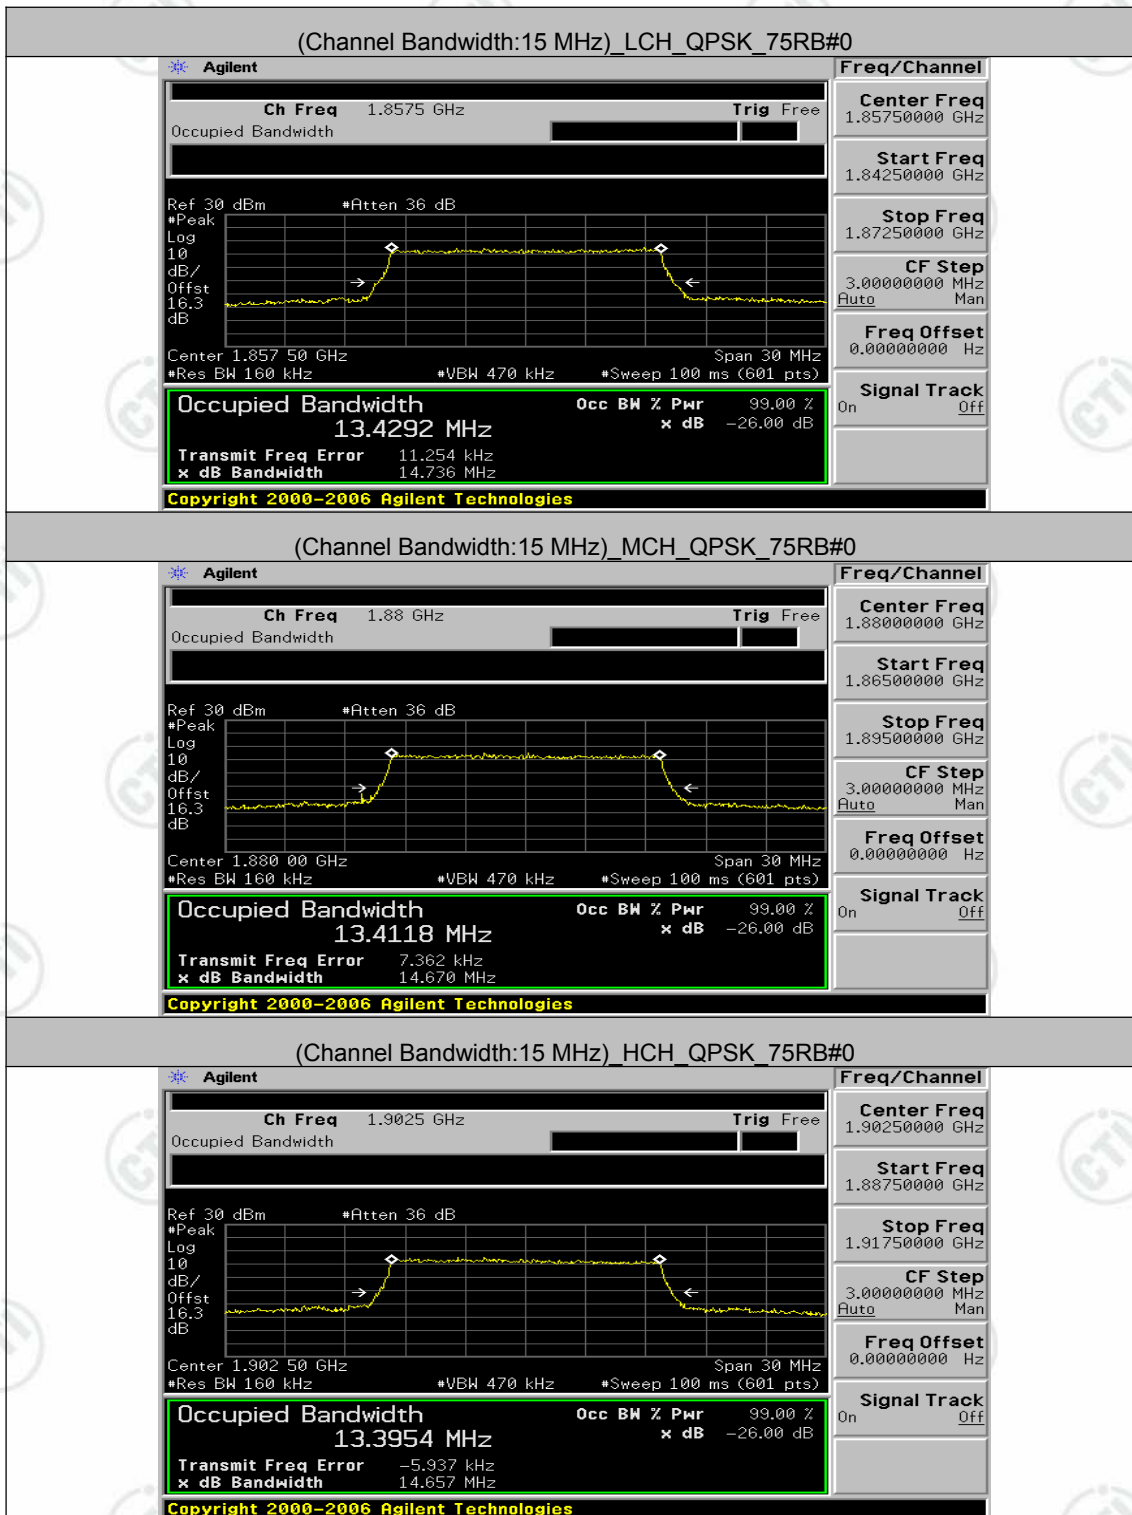 (Channel Bandwidth:15 MHz)_LCH_QPSK_75RB#0
Agilent
Freq/Channel
Ch Freq 1.8575 GHz Trig Free
Occupied Bandwidth
Center Freq
1.85750000 GHz
Start Freq
1.84250000 GHz
Stop Freq
1.87250000 GHz
CF Step
3.00000000 MHz
Auto Man
Freq Offset
0.00000000 Hz
Signal Track
On Off
Ref 30 dBm #Atten 36 dB
#Peak
Log
10
dB/
Offst
16.3
dB
Center 1.857 50 GHz Span 30 MHz
#Res BW 160 kHz #VBW 470 kHz #Sweep 100 ms (601 pts)
Occupied Bandwidth Occ BW % Pwr 99.00 %
13.4292 MHz x dB -26.00 dB
Transmit Freq Error 11.254 kHz
x dB Bandwidth 14.736 MHz
Copyright 2000-2006 Agilent Technologies
(Channel Bandwidth:15 MHz)_MCH_QPSK_75RB#0
Agilent
Freq/Channel
Ch Freq 1.88 GHz Trig Free
Occupied Bandwidth
Center Freq
1.88000000 GHz
Start Freq
1.86500000 GHz
Stop Freq
1.89500000 GHz
CF Step
3.00000000 MHz
Auto Man
Freq Offset
0.00000000 Hz
Signal Track
On Off
Ref 30 dBm #Atten 36 dB
#Peak
Log
10
dB/
Offst
16.3
dB
Center 1.880 00 GHz Span 30 MHz
#Res BW 160 kHz #VBW 470 kHz #Sweep 100 ms (601 pts)
Occupied Bandwidth Occ BW % Pwr 99.00 %
13.4118 MHz x dB -26.00 dB
Transmit Freq Error 7.362 kHz
x dB Bandwidth 14.670 MHz
Copyright 2000-2006 Agilent Technologies
(Channel Bandwidth:15 MHz)_HCH_QPSK_75RB#0
Agilent
Freq/Channel
Ch Freq 1.9025 GHz Trig Free
Occupied Bandwidth
Center Freq
1.90250000 GHz
Start Freq
1.88750000 GHz
Stop Freq
1.91750000 GHz
CF Step
3.00000000 MHz
Auto Man
Freq Offset
0.00000000 Hz
Signal Track
On Off
Ref 30 dBm #Atten 36 dB
#Peak
Log
10
dB/
Offst
16.3
dB
Center 1.902 50 GHz Span 30 MHz
#Res BW 160 kHz #VBW 470 kHz #Sweep 100 ms (601 pts)
Occupied Bandwidth Occ BW % Pwr 99.00 %
13.3954 MHz x dB -26.00 dB
Transmit Freq Error -5.937 kHz
x dB Bandwidth 14.657 MHz
Copyright 2000-2006 Agilent Technologies
CTI
CTI
CTI
CTI
CTI
CTI